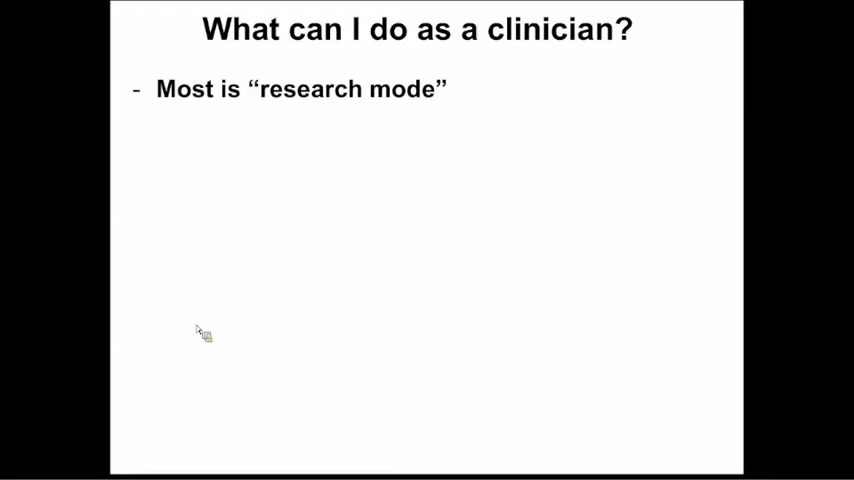 What can I do as a clinician?
- Most is “research mode”